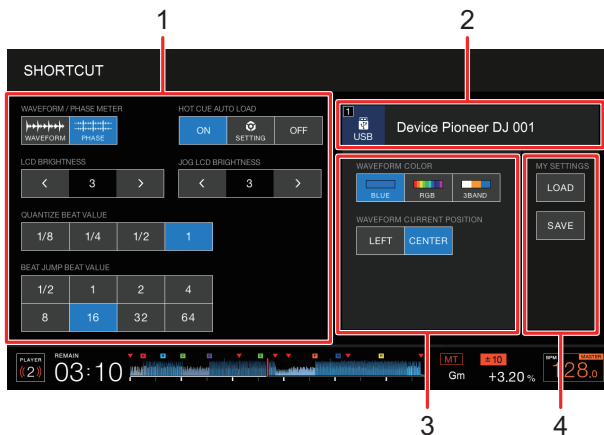 1
2
SHORTCUT
WAVEFORM / PHASE METER
HOT CUE AUTO LOAD
WAVEFORM
PHASE
ON
SETTING
OFF
LCD BRIGHTNESS
JOG LCD BRIGHTNESS
< 3 >
< 3 >
QUANTIZE BEAT VALUE
1/8 1/4 1/2 1
BEAT JUMP BEAT VALUE
1/2 1 2 4
8 16 32 64
1
USB
Device Pioneer DJ 001
WAVEFORM COLOR
BLUE
RGB
3BAND
WAVEFORM CURRENT POSITION
LEFT
CENTER
MY SETTINGS
LOAD
SAVE
PLAYER
2
REMAIN
03:10
MT
±10
Gm
+3.20 %
BPM
MASTER
128.0
3
4